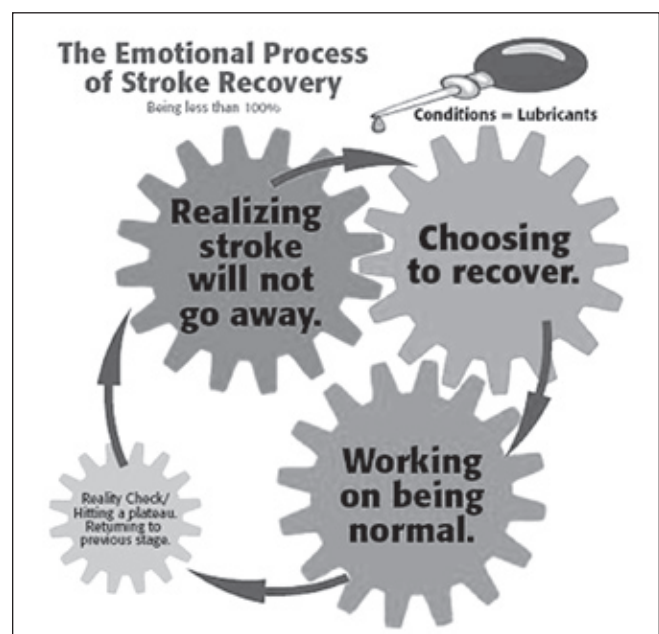 The Emotional Process
of Stroke Recovery
Being less than 100%
Conditions = Lubricants
Realizing
stroke
will not
go away.
Choosing
to recover.
Working
on being
normal.
Reality Check/
Hitting a plateau.
Returning to
previous stage.